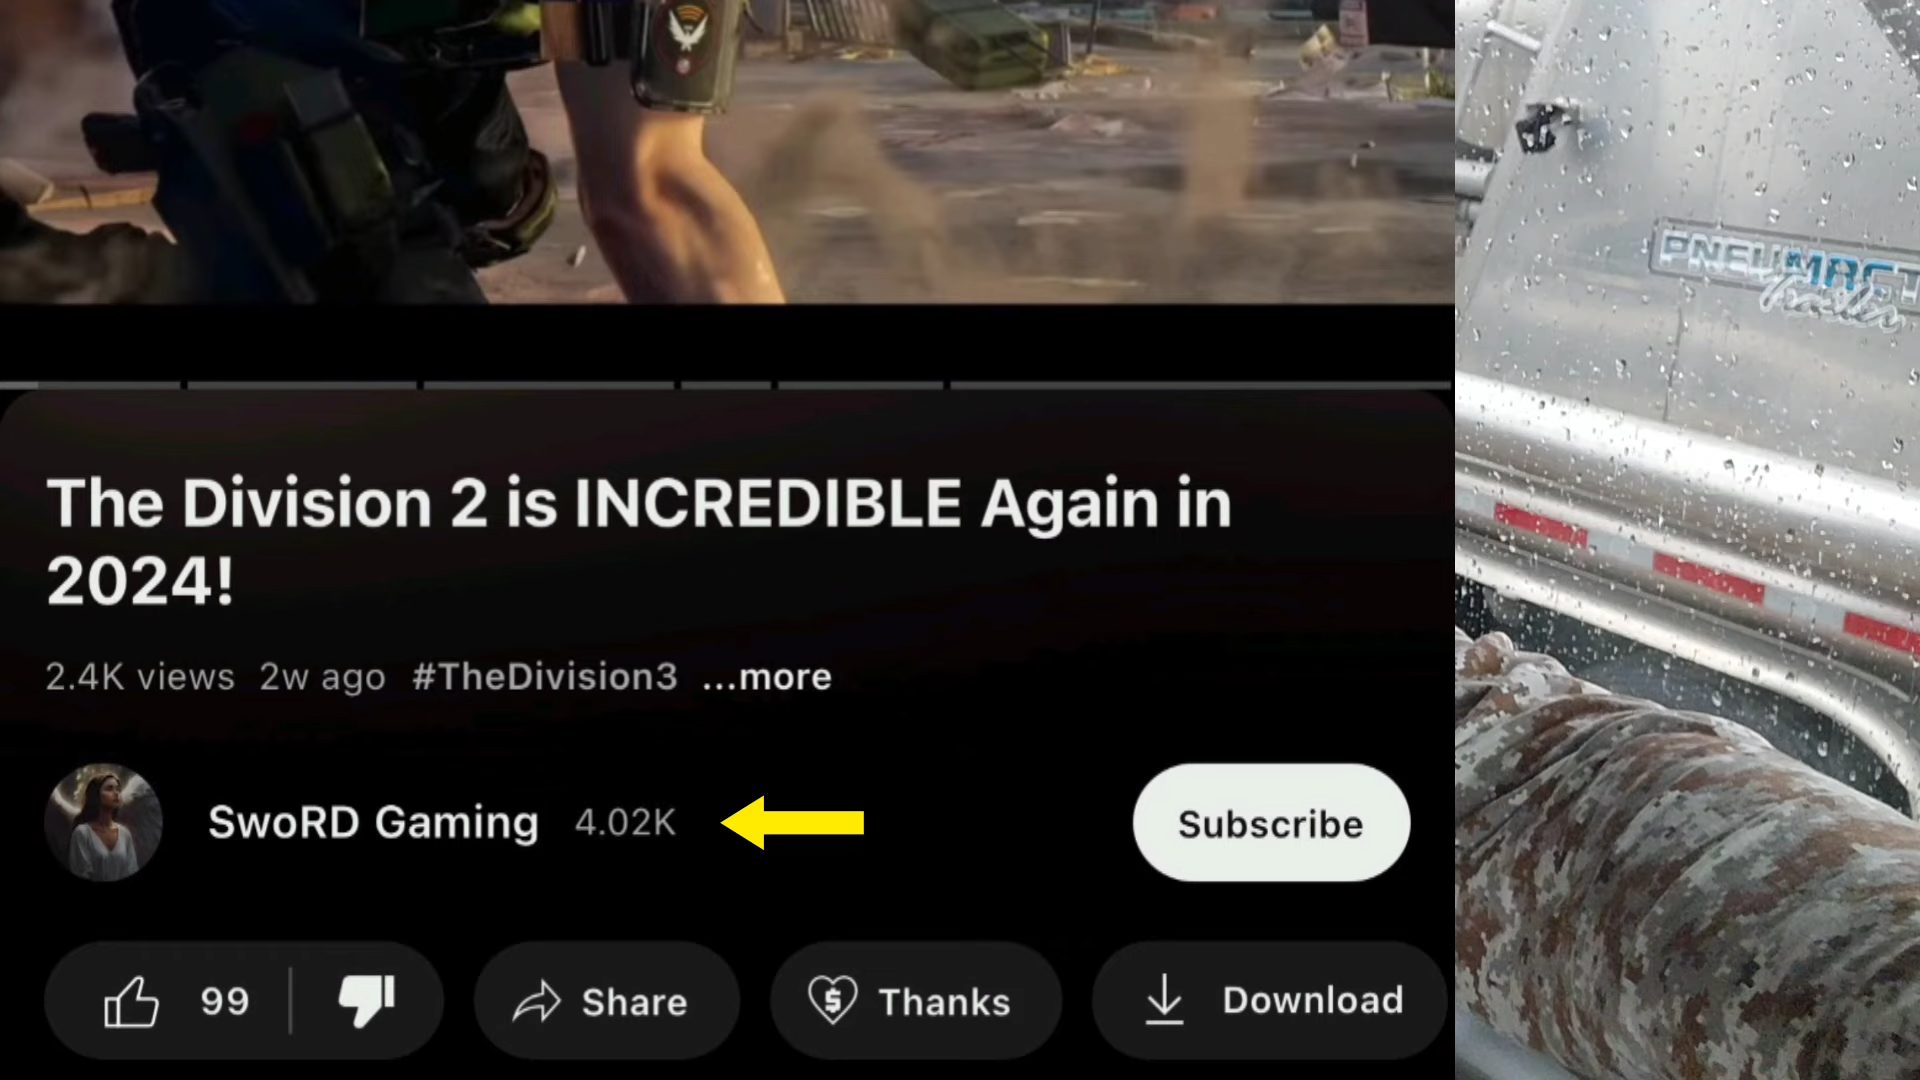 The Division 2 is INCREDIBLE Again in
2024!
2.4K views 2w ago #TheDivision3 ...more
SwoRD Gaming 4.02K
Subscribe
99 Share Thanks Download
Trailer